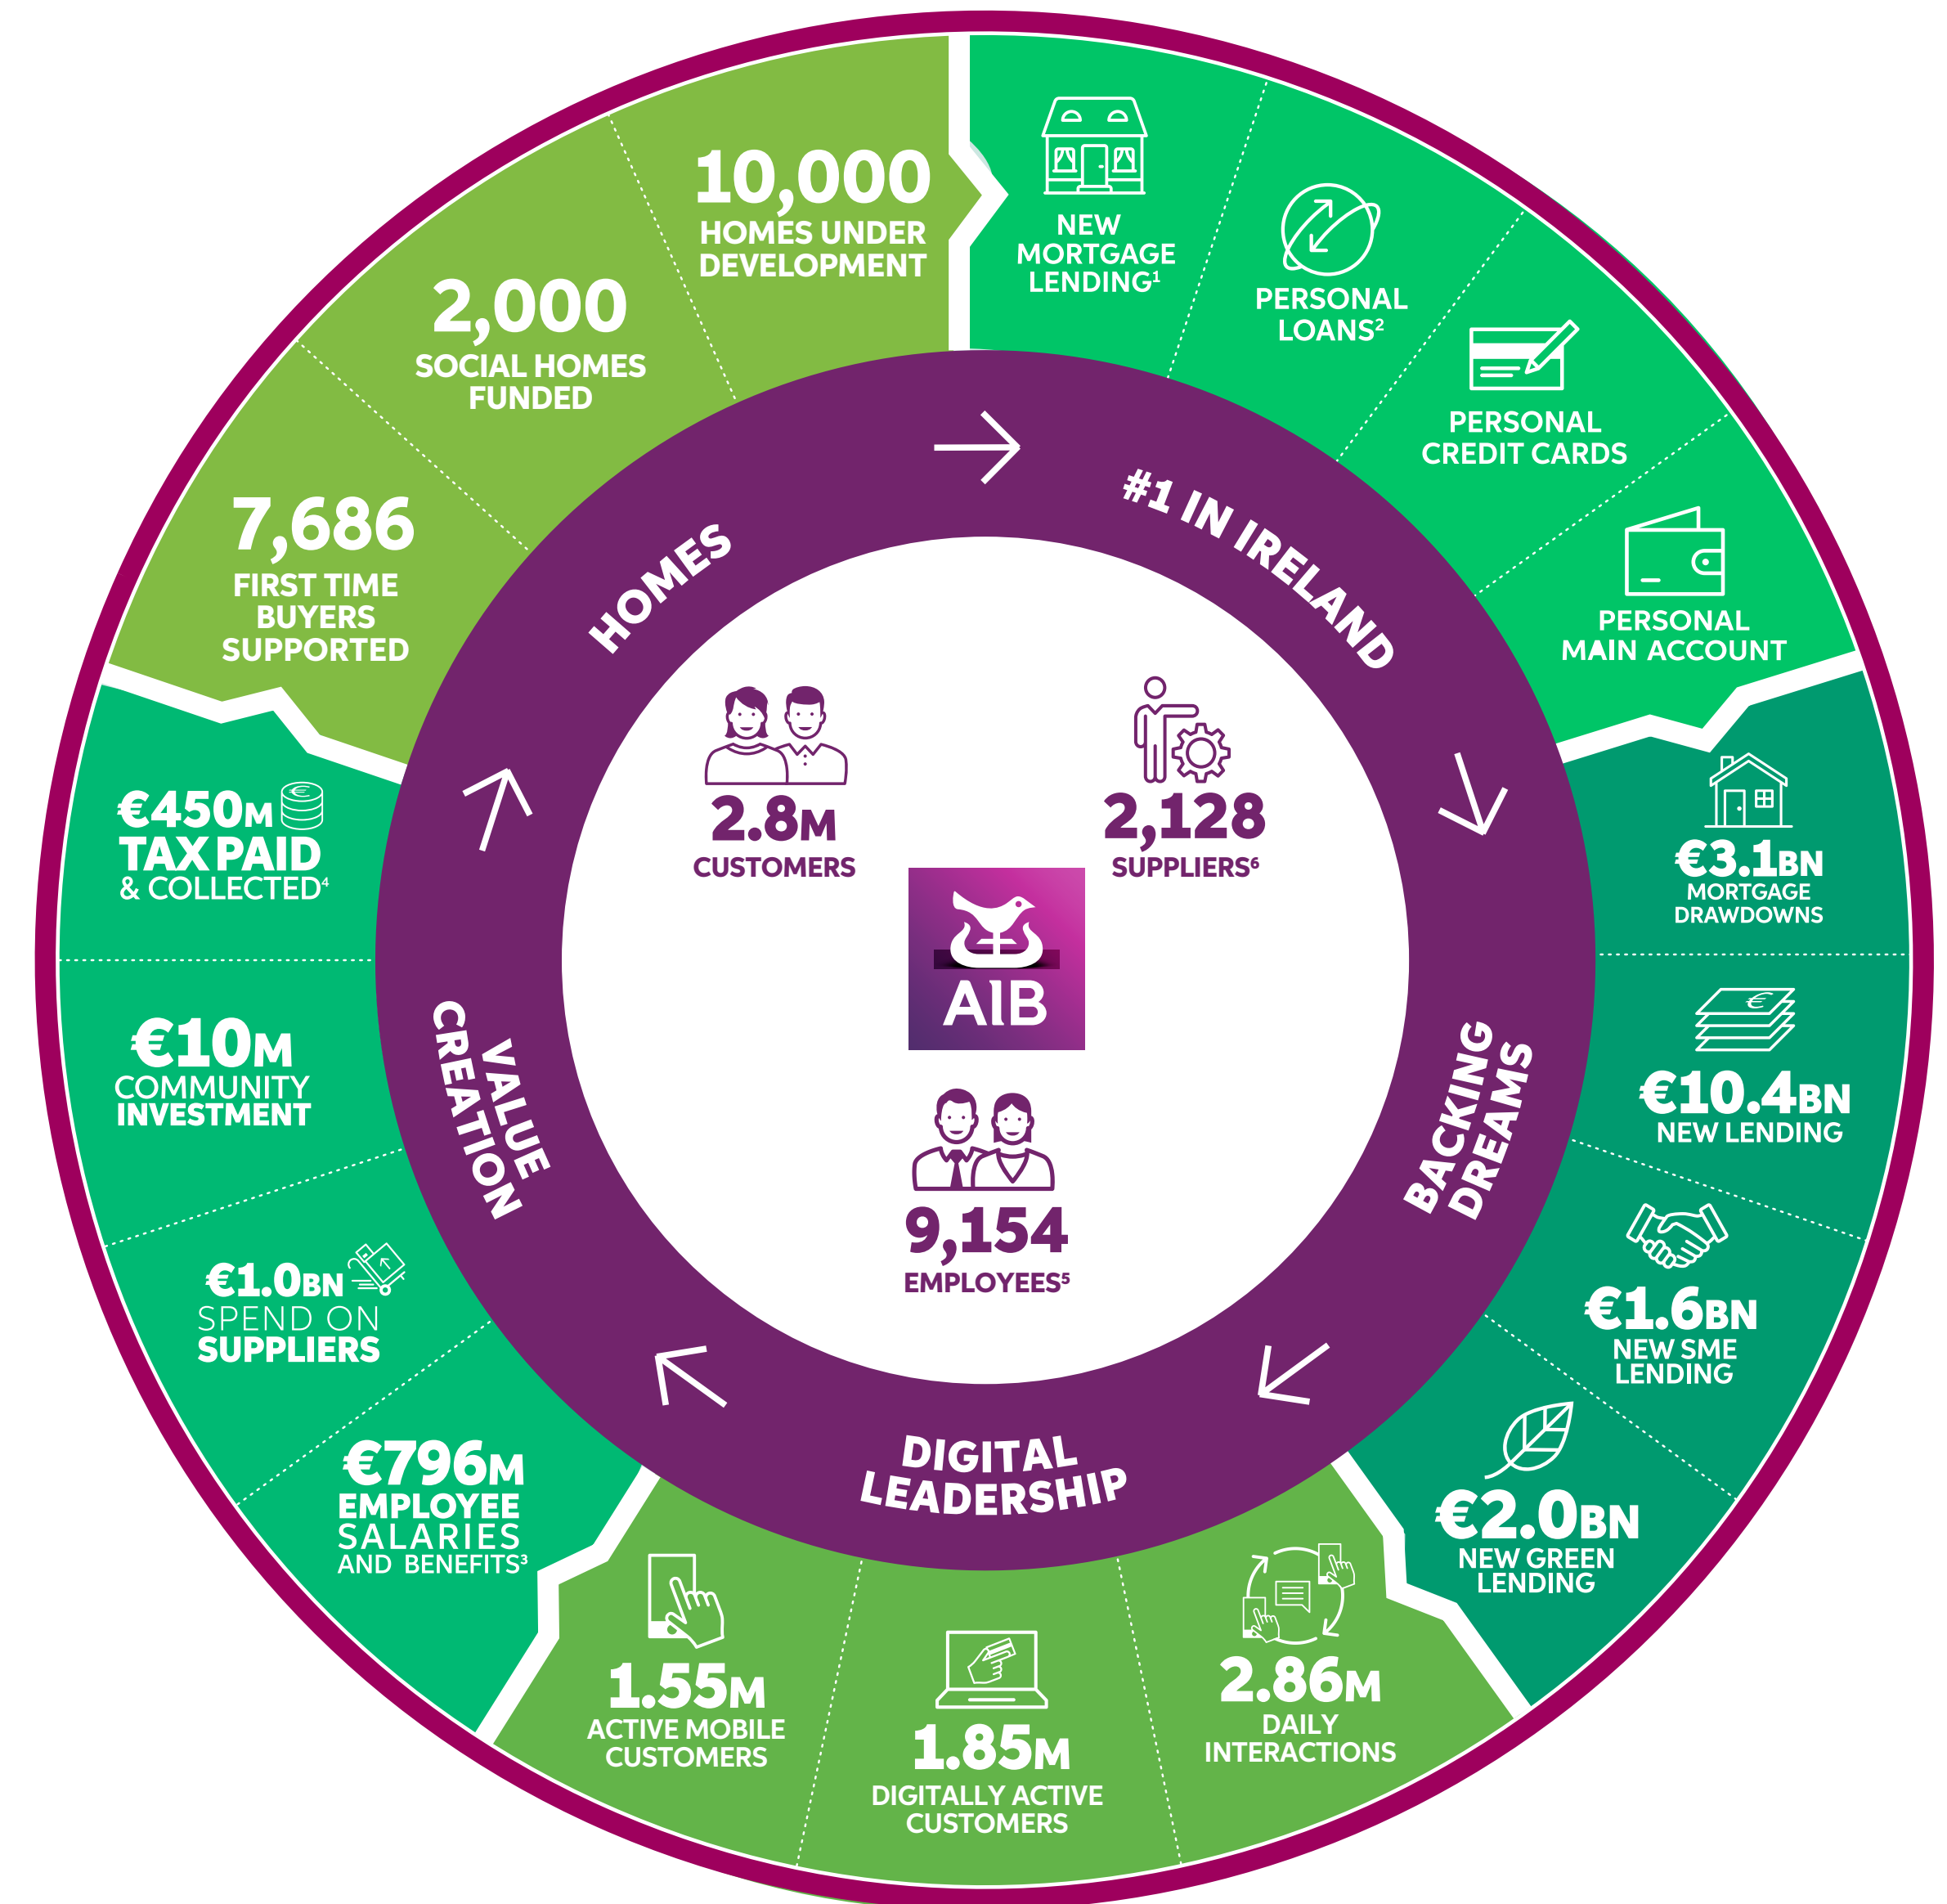 #1 IN IRELAND
NEW
MORTGAGE
LENDING¹
PERSONAL
LOANS²
PERSONAL
CREDIT CARDS
PERSONAL
MAIN ACCOUNT
BACKING
DREAMS
€3.1BN
MORTGAGE
DRAWDOWNS
€10.4BN
NEW LENDING
€1.6BN
NEW SME
LENDING
€2.0BN
NEW GREEN
LENDING
DIGITAL
LEADERSHIP
2.86M
DAILY
INTERACTIONS
1.85M
DIGITALLY ACTIVE
CUSTOMERS
1.55M
ACTIVE MOBILE
CUSTOMERS
VALUE
CREATION
€796M
EMPLOYEE
SALARIES
AND BENEFITS³
€1.0BN
SPEND ON
SUPPLIERS
€10M
COMMUNITY
INVESTMENT
€450M
TAX PAID
& COLLECTED⁴
HOMES
7,686
FIRST TIME
BUYERS
SUPPORTED
2,000
SOCIAL HOMES
FUNDED
10,000
HOMES UNDER
DEVELOPMENT
2.8M
CUSTOMERS
2,128
SUPPLIERS⁶
AIB
9,154
EMPLOYEES⁵